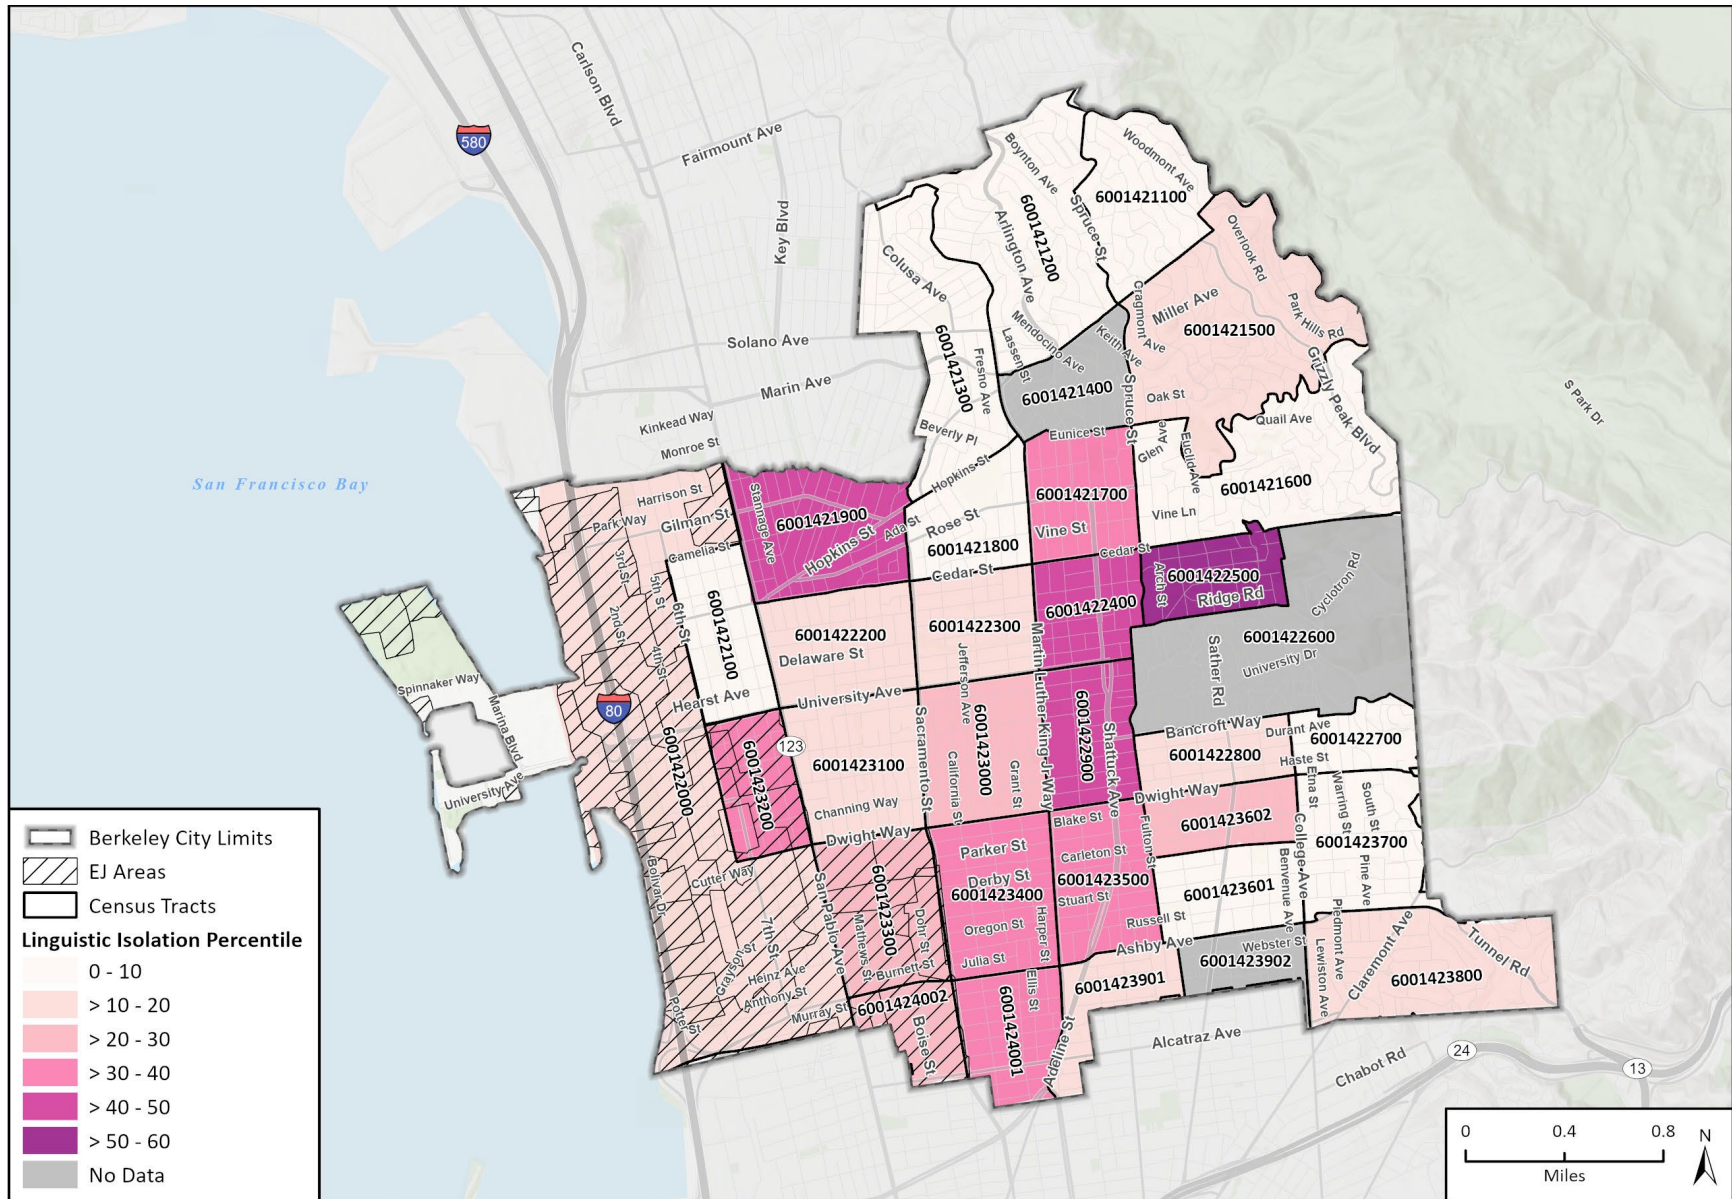 580
Carlson Blvd
Fairmount Ave
Key Blvd
Solano Ave
Marin Ave
Kinkead Way
Monroe St
San Francisco Bay
Woodmont Ave
Boynton Ave
6001421100
Spruce St
6001421200
Arlington Ave
Overlook Rd
Colusa Ave
Cragmont Ave
Miller Ave
Park Hills Rd
6001421500
Mendocino Ave
Keith Ave
Lassen St
Fresno Ave
6001421300
6001421400
Spruce St
Oak St
Grizzly Peak Blvd
S Park Dr
Quail Ave
Beverly Pl
Eunice St
Glen Ave
Euclid Ave
Hopkins St
6001421600
6001421700
Vine St
Vine Ln
Harrison St
Park Way
Gilman St
Camelia St
Stannage Ave
6001421900
Hopkins St
Ada St
Rose St
6001421800
Cedar St
Cedar St
3rd St
5th St
2nd St
6th St
4th St
6001422100
6001422200
Delaware St
6001422300
6001422400
Arch St
6001422500
Ridge Rd
Cyclotron Rd
6001422600
University Dr
Sather Rd
Spinnaker Way
Marina Blvd
University Ave
80
Hearst Ave
University Ave
123
Jefferson Ave
Martin Luther King Jr Way
Sacramento St
California St
6001423000
Grant St
6001422900
Shattuck Ave
Bancroft Way
Durant Ave
6001422700
6001422800
Haste St
6001422000
6001423200
6001423100
Channing Way
Dwight Way
Dwight Way
Etna St
Warring St
South St
Blake St
Fulton St
6001423602
College Ave
6001423700
Parker St
Carleton St
Derby St
6001423400
6001423500
Stuart St
6001423601
Benvenue Ave
Pine Ave
Piedmont Ave
Bolivar Dr
Cutter Way
San Pablo Ave
6001423300
Mathews St
Dohr St
Oregon St
Harper St
Russell St
7th St
Grayson St
Heinz Ave
Anthony St
Burnett St
Julia St
Ashby Ave
Webster St
6001423902
Lewiston Ave
Claremont Ave
Tunnel Rd
6001423800
Potter St
Murray St
6001424002
Boise St
Ellis St
6001424001
6001423901
Adeline St
Alcatraz Ave
Chabot Rd
24
13
Berkeley City Limits
EJ Areas
Census Tracts
Linguistic Isolation Percentile
0 - 10
> 10 - 20
> 20 - 30
> 30 - 40
> 40 - 50
> 50 - 60
No Data
0 0.4 0.8
Miles
N